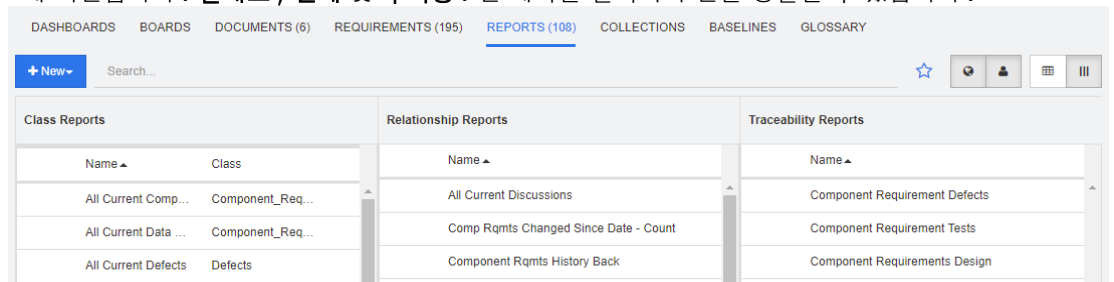 DASHBOARDS BOARDS DOCUMENTS (6) REQUIREMENTS (195) REPORTS (108) COLLECTIONS BASELINES GLOSSARY
+ New Search...
Class Reports Relationship Reports Traceability Reports
Name Class Name Name
All Current Comp... Component_Req... All Current Discussions Component Requirement Defects
All Current Data ... Component_Req... Comp Rqmts Changed Since Date - Count Component Requirement Tests
All Current Defects Defects Component Rqmts History Back Component Requirements Design